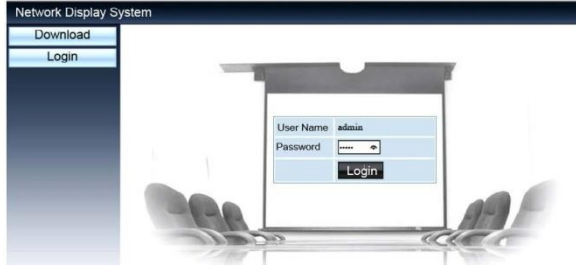 Network Display System
Download
Login
User Name admin
Password •••••
Login